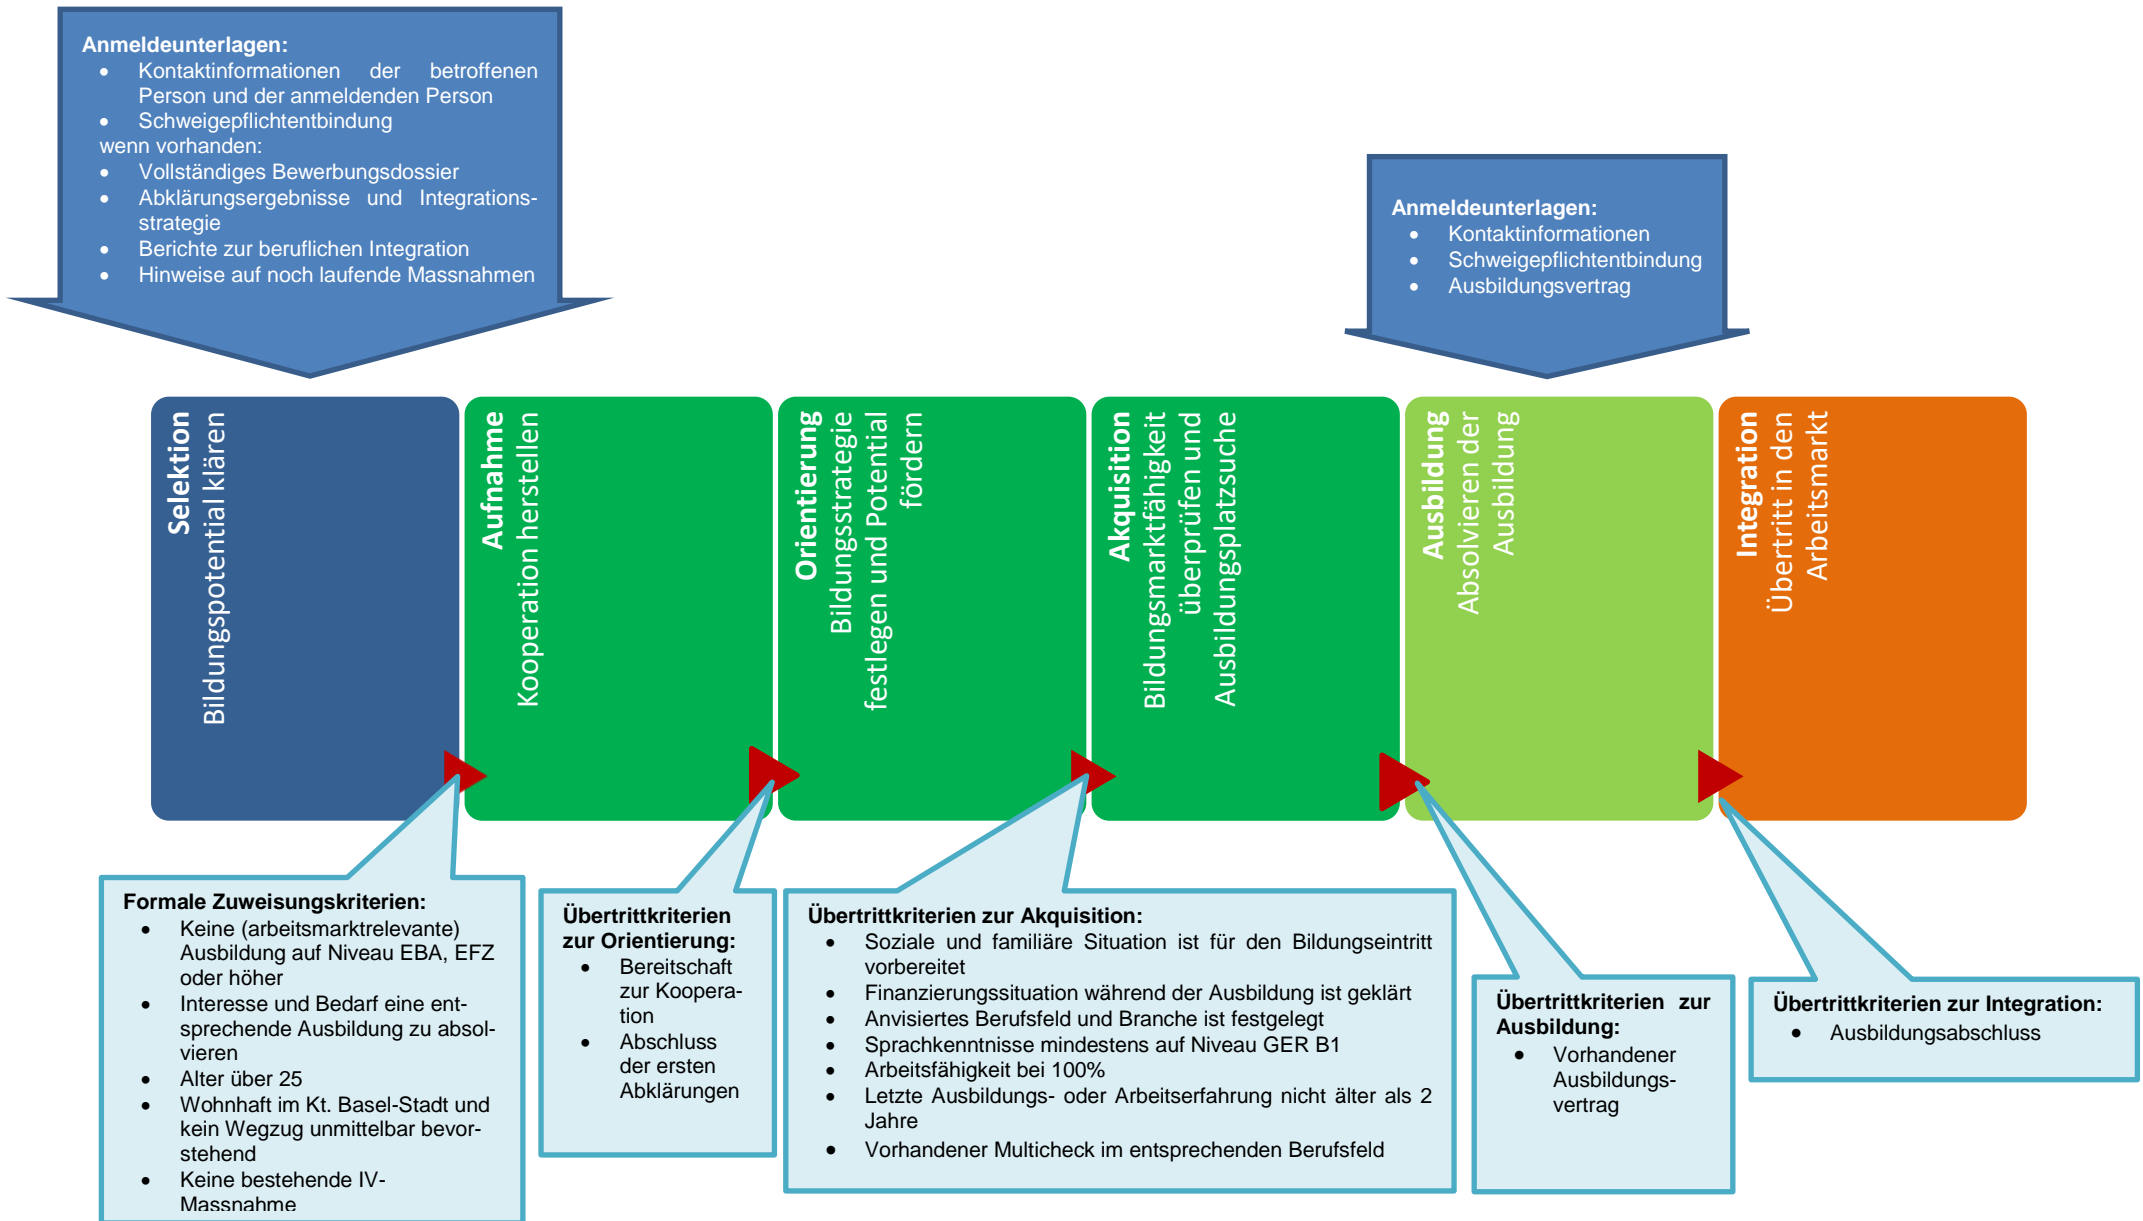 Anmeldeunterlagen:
• Kontaktinformationen der betroffenen
Person und der anmeldenden Person
• Schweigepflichtentbindung
wenn vorhanden:
• Vollständiges Bewerbungsdossier
• Abklärungsergebnisse und Integrations-
strategie
• Berichte zur beruflichen Integration
• Hinweise auf noch laufende Massnahmen
Anmeldeunterlagen:
• Kontaktinformationen
• Schweigepflichtentbindung
• Ausbildungsvertrag
Selektion
Bildungspotential klären
Aufnahme
Kooperation herstellen
Orientierung
Bildungsstrategie
festlegen und Potential
fördern
Akquisition
Bildungsmarktfähigkeit
überprüfen und
Ausbildungsplatzsuche
Ausbildung
Absolvieren der
Ausbildung
Integration
Übertritt in den
Arbeitsmarkt
Formale Zuweisungskriterien:
• Keine (arbeitsmarktrelevante)
Ausbildung auf Niveau EBA, EFZ
oder höher
• Interesse und Bedarf eine ent-
sprechende Ausbildung zu absol-
vieren
• Alter über 25
• Wohnhaft im Kt. Basel-Stadt und
kein Wegzug unmittelbar bevor-
stehend
• Keine bestehende IV-
Massnahme
Übertrittkriterien
zur Orientierung:
• Bereitschaft
zur Koopera-
tion
• Abschluss
der ersten
Abklärungen
Übertrittkriterien zur Akquisition:
• Soziale und familiäre Situation ist für den Bildungseintritt
vorbereitet
• Finanzierungssituation während der Ausbildung ist geklärt
• Anvisiertes Berufsfeld und Branche ist festgelegt
• Sprachkenntnisse mindestens auf Niveau GER B1
• Arbeitsfähigkeit bei 100%
• Letzte Ausbildungs- oder Arbeitserfahrung nicht älter als 2
Jahre
• Vorhandener Multicheck im entsprechenden Berufsfeld
Übertrittkriterien zur
Ausbildung:
• Vorhandener
Ausbildungs-
vertrag
Übertrittkriterien zur Integration:
• Ausbildungsabschluss